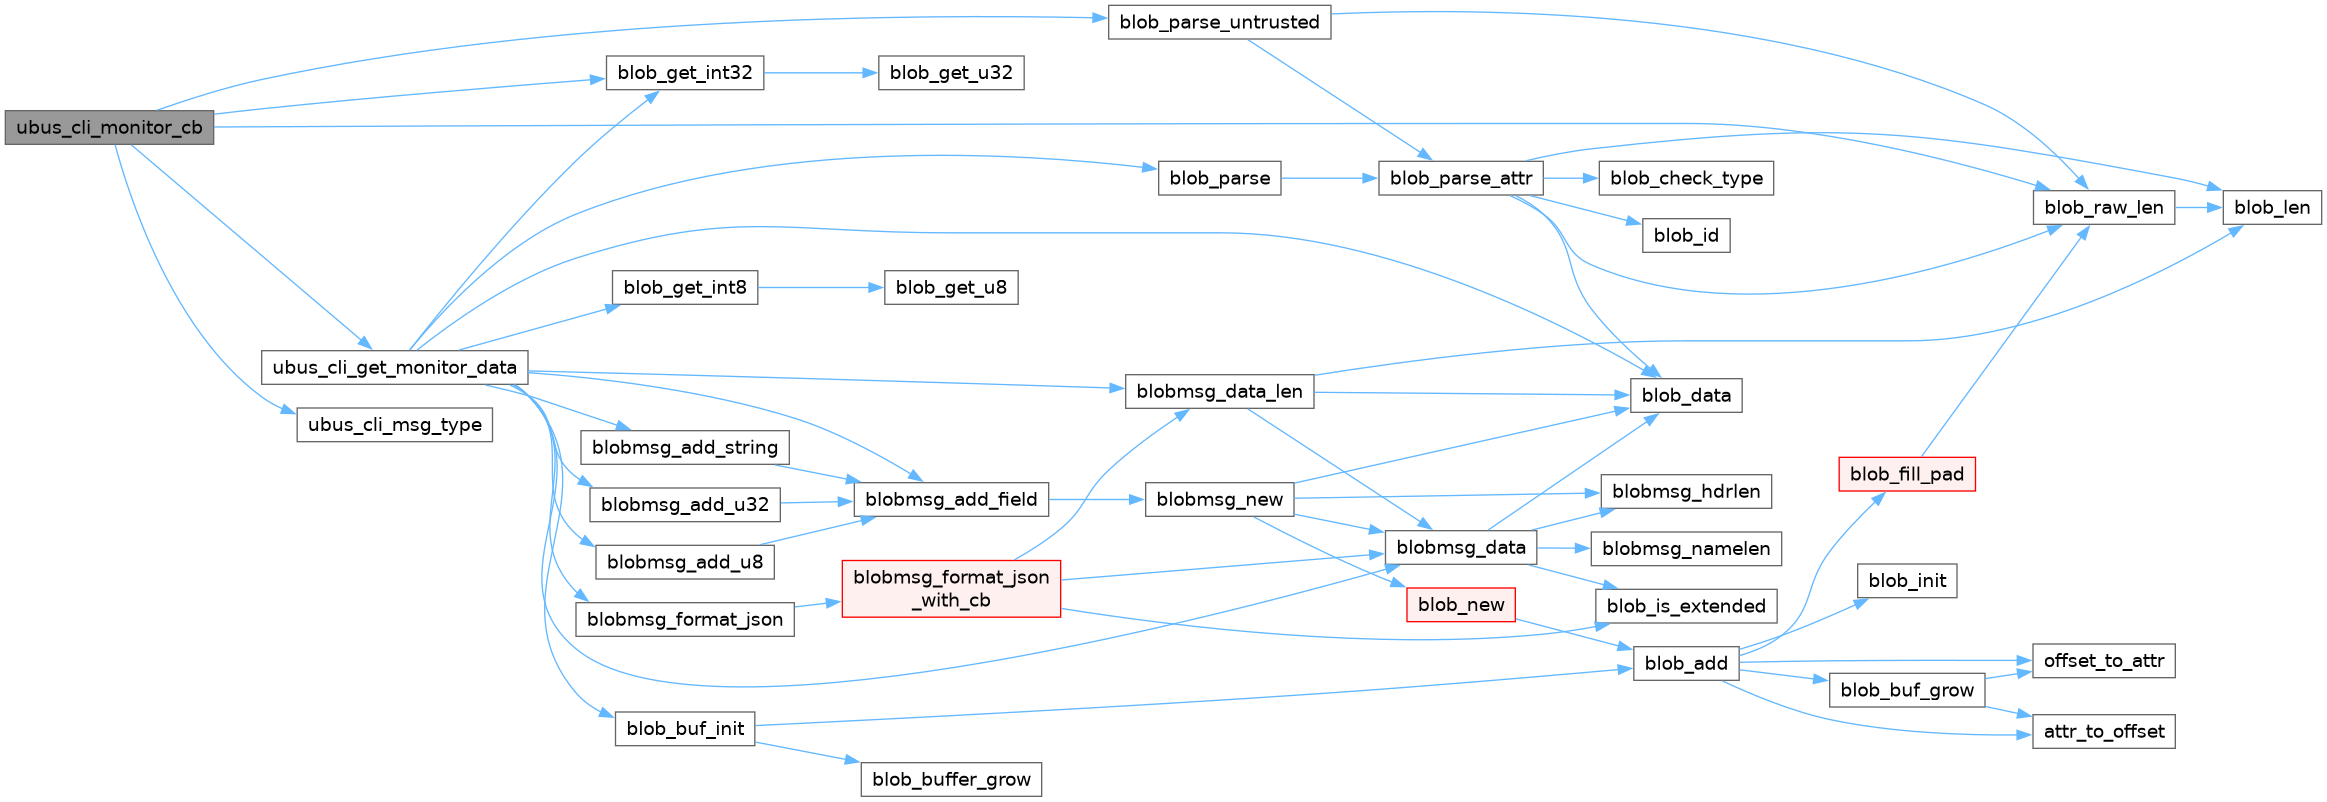 ubus_cli_monitor_cb
blob_parse_untrusted
blob_get_int32
blob_get_u32
blob_parse
blob_parse_attr
blob_check_type
blob_id
blob_raw_len
blob_len
blob_get_int8
blob_get_u8
ubus_cli_get_monitor_data
ubus_cli_msg_type
blobmsg_data_len
blob_data
blobmsg_add_string
blobmsg_add_u32
blobmsg_add_field
blobmsg_new
blobmsg_hdrlen
blob_fill_pad
blobmsg_add_u8
blobmsg_data
blobmsg_namelen
blobmsg_format_json
blobmsg_format_json
_with_cb
blob_new
blob_is_extended
blob_init
blob_add
offset_to_attr
blob_buf_grow
attr_to_offset
blob_buf_init
blob_buffer_grow